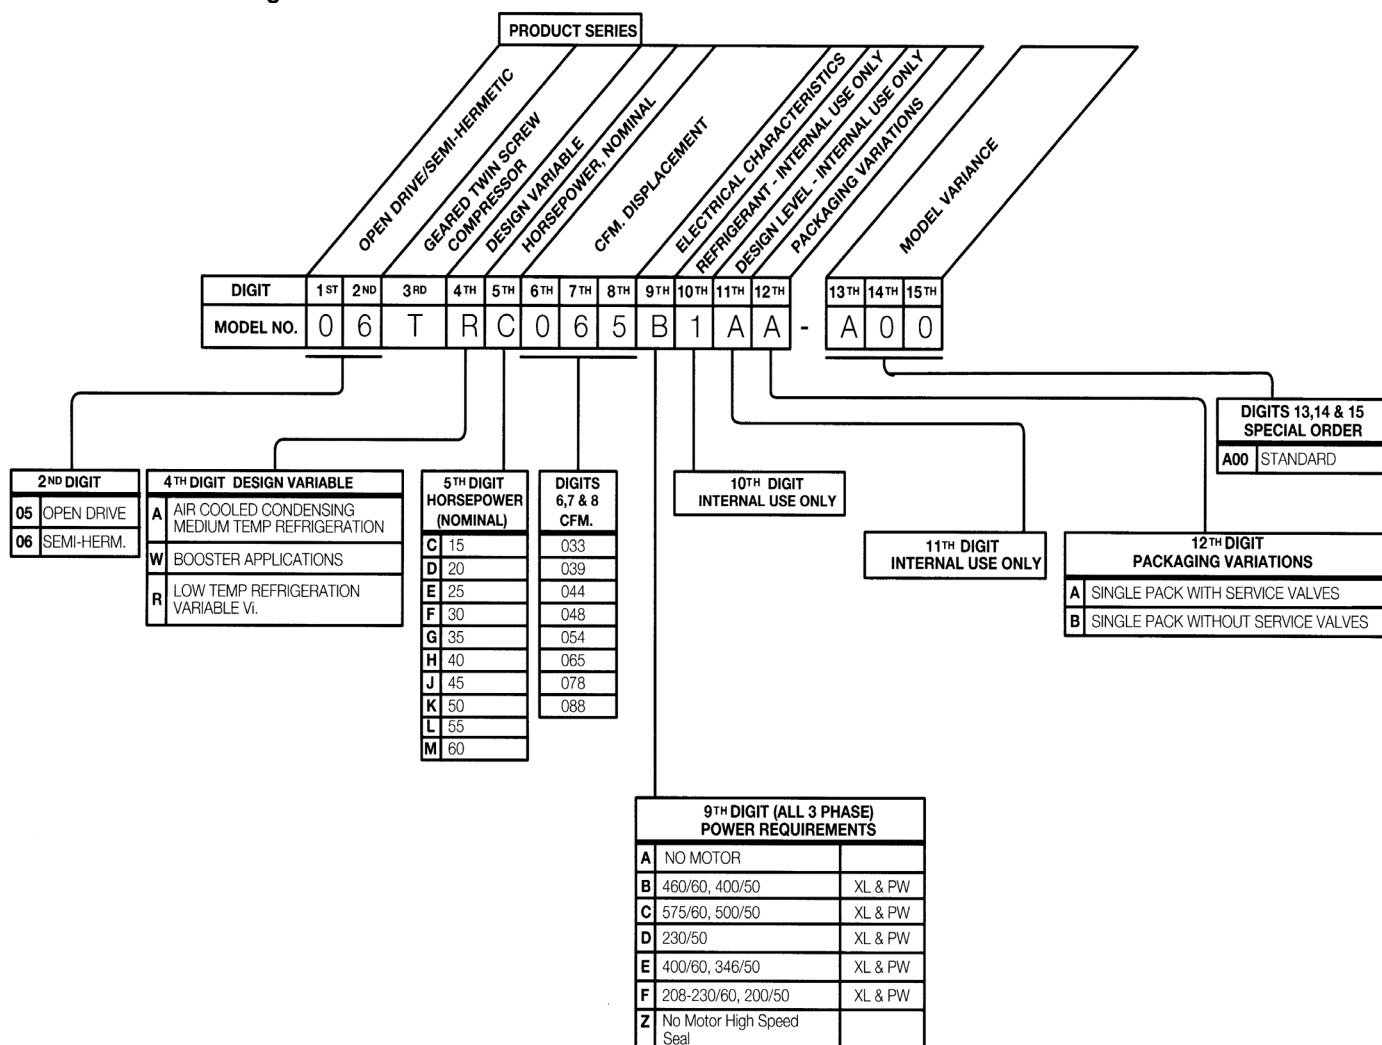 PRODUCT SERIES
OPEN DRIVE/SEMI-HERMETIC
GEARED TWIN SCREW
COMPRESSOR
DESIGN VARIABLE
HORSEPOWER, NOMINAL
CFM. DISPLACEMENT
ELECTRICAL CHARACTERISTICS
REFRIGERANT - INTERNAL USE ONLY
DESIGN LEVEL - INTERNAL USE ONLY
PACKAGING VARIATIONS
MODEL VARIANCE
DIGIT 1ST 2ND 3RD 4TH 5TH 6TH 7TH 8TH 9TH 10TH 11TH 12TH 13TH 14TH 15TH
MODEL NO. 0 6 T R C 0 6 5 B 1 A A - A 0 0
DIGITS 13,14 & 15
SPECIAL ORDER
A00 STANDARD
2ND DIGIT
05 OPEN DRIVE
06 SEMI-HERM.
4TH DIGIT DESIGN VARIABLE
A AIR COOLED CONDENSING
MEDIUM TEMP REFRIGERATION
W BOOSTER APPLICATIONS
R LOW TEMP REFRIGERATION
VARIABLE Vi.
5TH DIGIT
HORSEPOWER
(NOMINAL)
C 15
D 20
E 25
F 30
G 35
H 40
J 45
K 50
L 55
M 60
DIGITS
6,7 & 8
CFM.
033
039
044
048
054
065
078
088
10TH DIGIT
INTERNAL USE ONLY
11TH DIGIT
INTERNAL USE ONLY
12TH DIGIT
PACKAGING VARIATIONS
A SINGLE PACK WITH SERVICE VALVES
B SINGLE PACK WITHOUT SERVICE VALVES
9TH DIGIT (ALL 3 PHASE)
POWER REQUIREMENTS
A NO MOTOR
B 460/60, 400/50 XL & PW
C 575/60, 500/50 XL & PW
D 230/50 XL & PW
E 400/60, 346/50 XL & PW
F 208-230/60, 200/50 XL & PW
Z No Motor High Speed
Seal